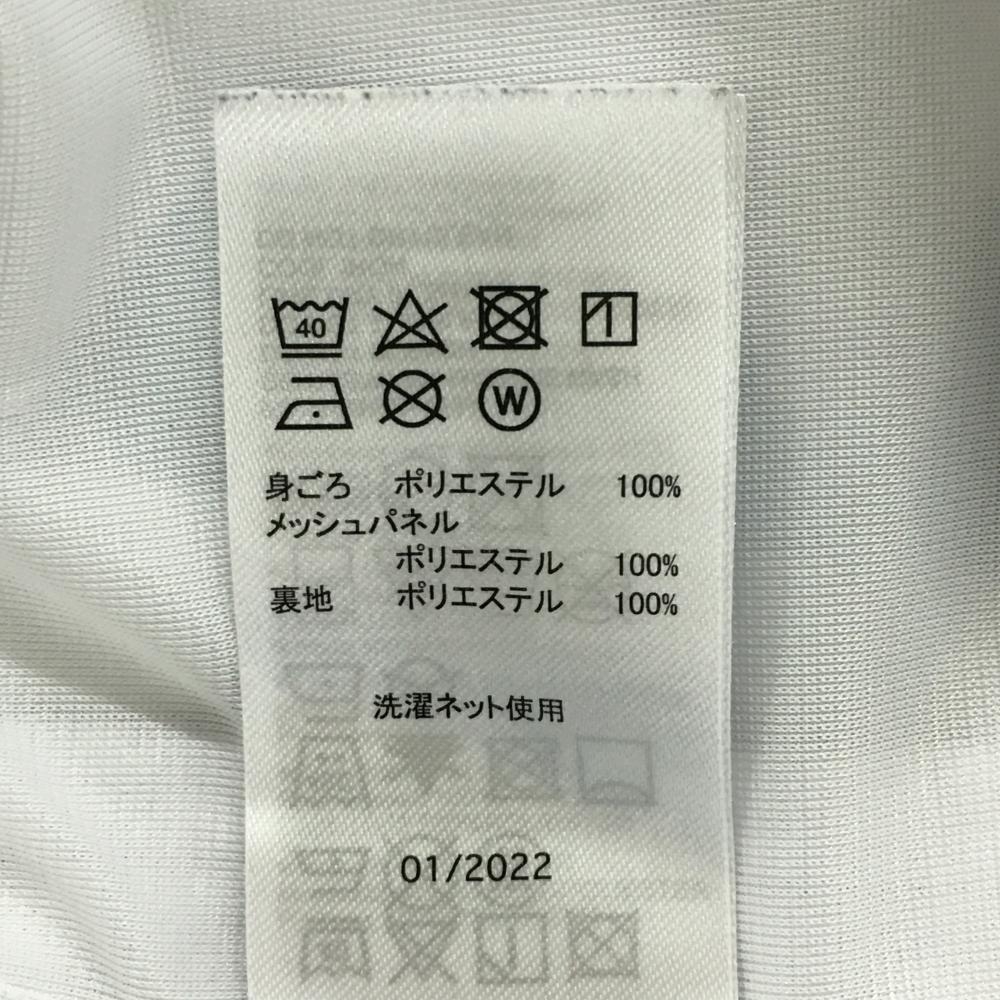 40
W
身ごろ ポリエステル 100%
メッシュパネル
ポリエステル 100%
裏地 ポリエステル 100%
洗濯ネット使用
01/2022